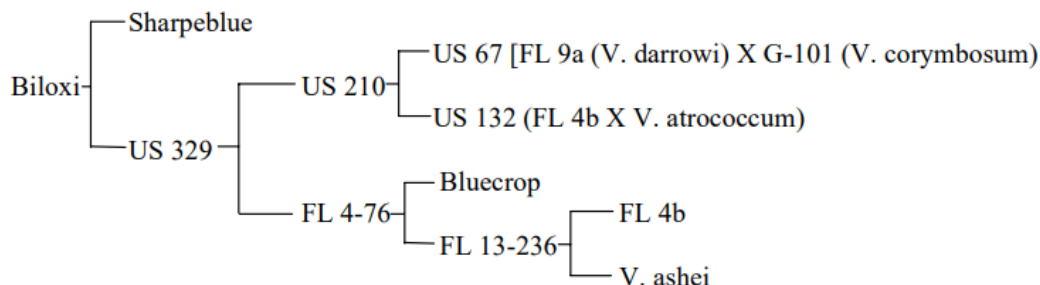 Sharpeblue
US 67 [FL 9a (V. darrowi) X G-101 (V. corymbosum)
Biloxi
US 210
US 132 (FL 4b X V. atrococcum)
US 329
Bluecrop
FL 4-76
FL 4b
FL 13-236
V. ashei